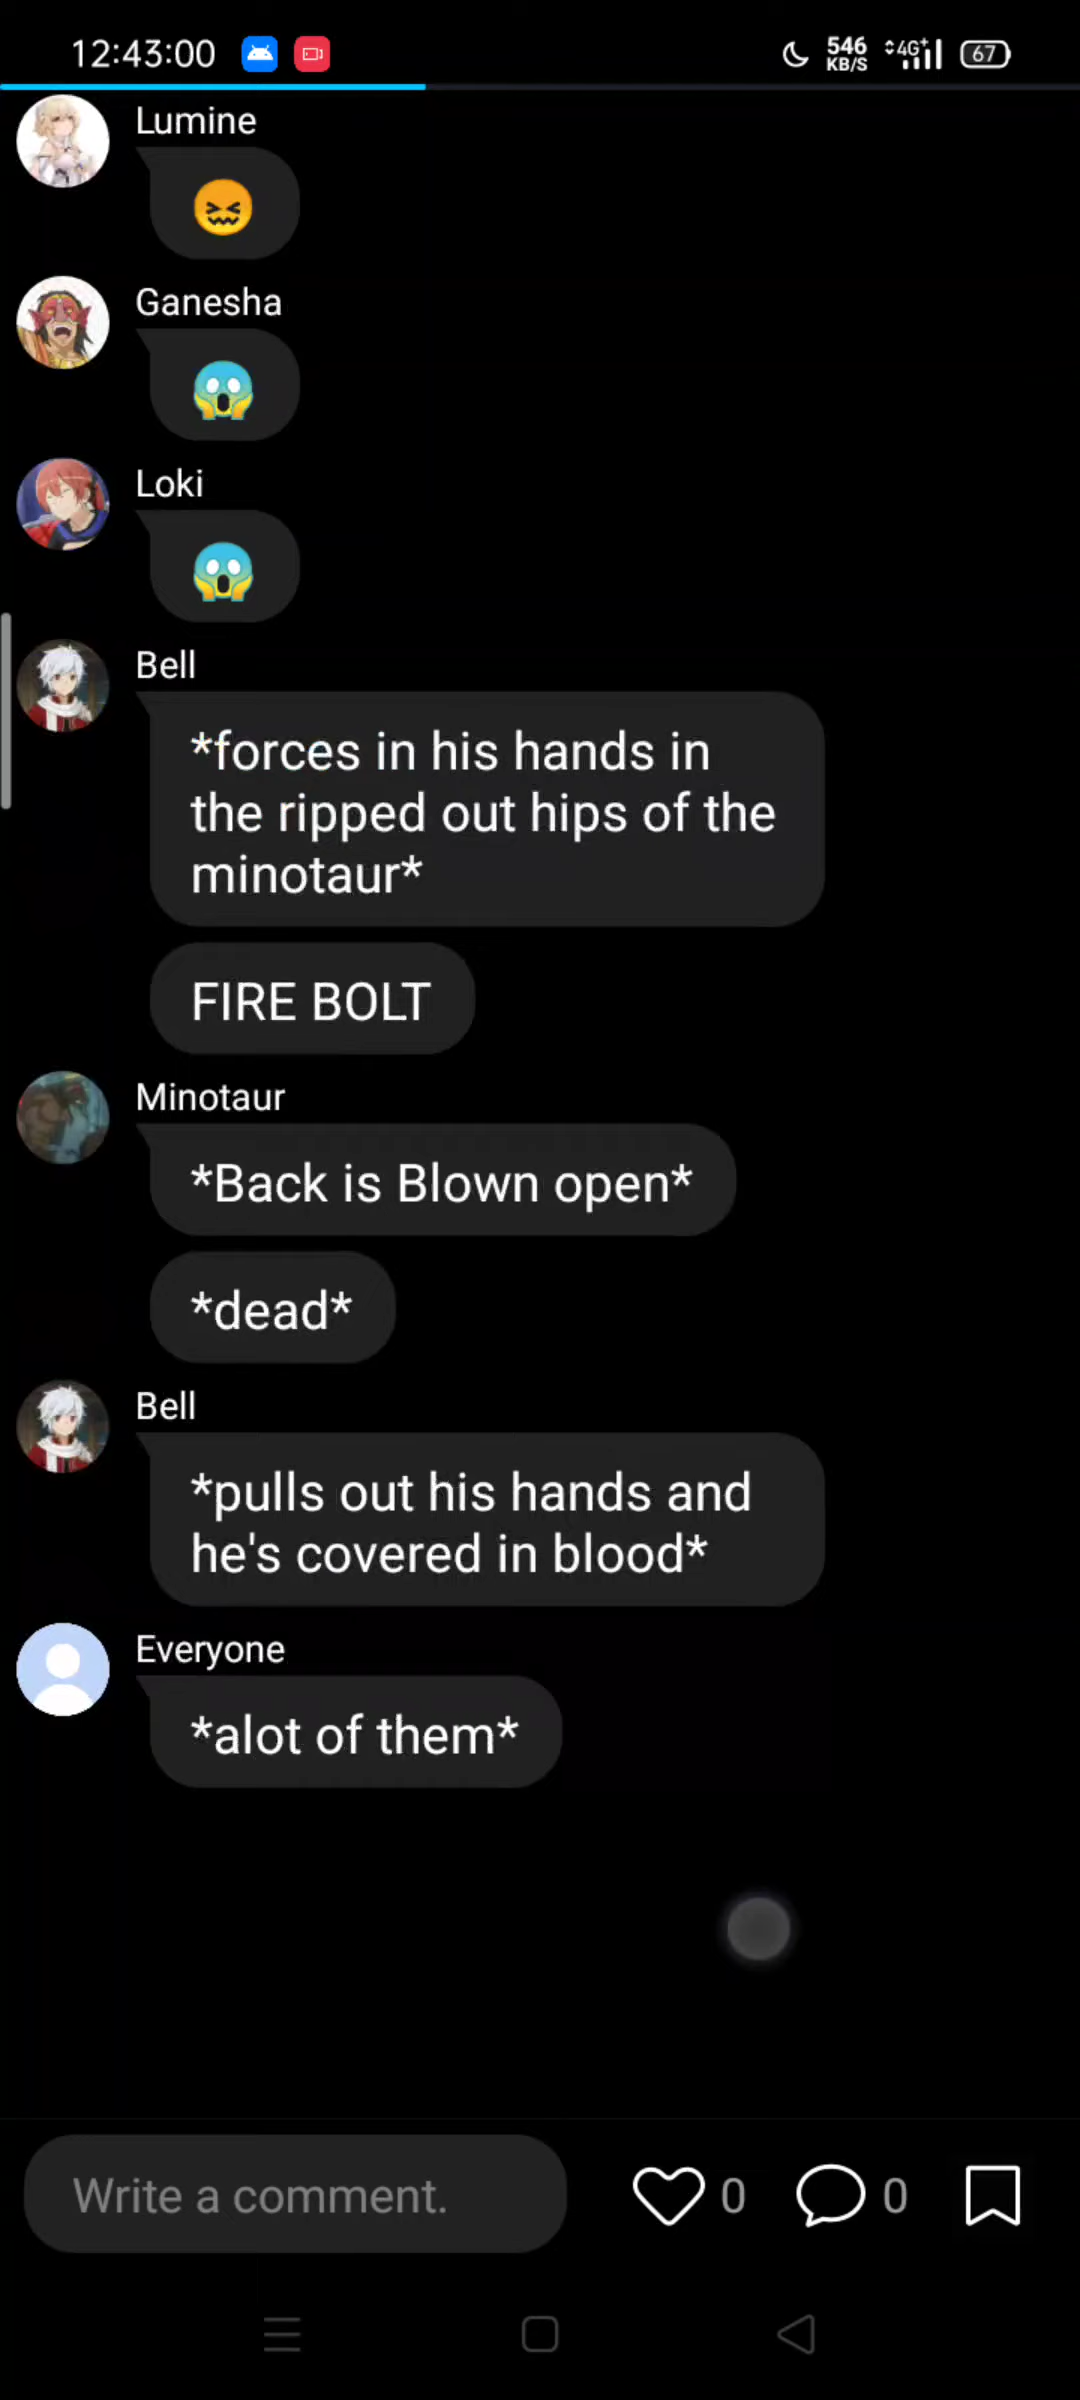 12:43:00
546
KB/S
4G+
67
Lumine
Ganesha
Loki
Bell
*forces in his hands in
the ripped out hips of the
minotaur*
FIRE BOLT
Minotaur
*Back is Blown open*
*dead*
Bell
*pulls out his hands and
he's covered in blood*
Everyone
*alot of them*
Write a comment.
0
0